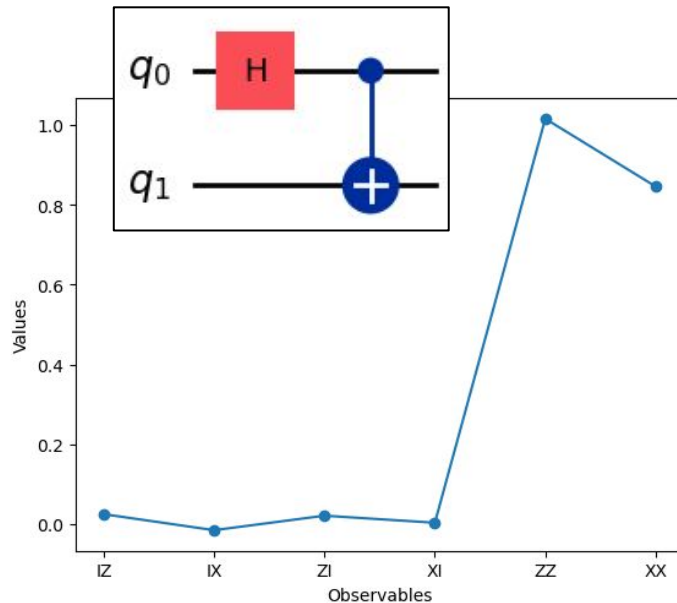 q0
H
q1
+
1.0
0.8
0.6
0.4
0.2
0.0
Values
IZ IX ZI XI ZZ XX
Observables